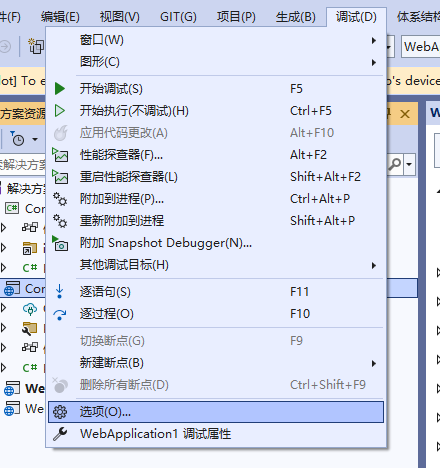 (F) 编辑(E) 视图(V) GIT(G) 项目(P) 生成(B) 调试(D) 体系结构
窗口(W)
图形(C)
WebA
ot] To e
o's device
开始调试(S) F5
方案资源
开始执行(不调试)(H) Ctrl+F5
应用代码更改(A) Alt+F10
性能探查器(F)... Alt+F2
重启性能探查器(L) Shift+Alt+F2
解决方案
附加到进程(P)... Ctrl+Alt+P
Con
重新附加到进程 Shift+Alt+P
附加 Snapshot Debugger(N)...
其他调试目标(H)
C#
Con
逐语句(S) F11
逐过程(O) F10
切换断点(G) F9
新建断点(B)
C#
删除所有断点(D) Ctrl+Shift+F9
We
选项(O)...
We
WebApplication1 调试属性